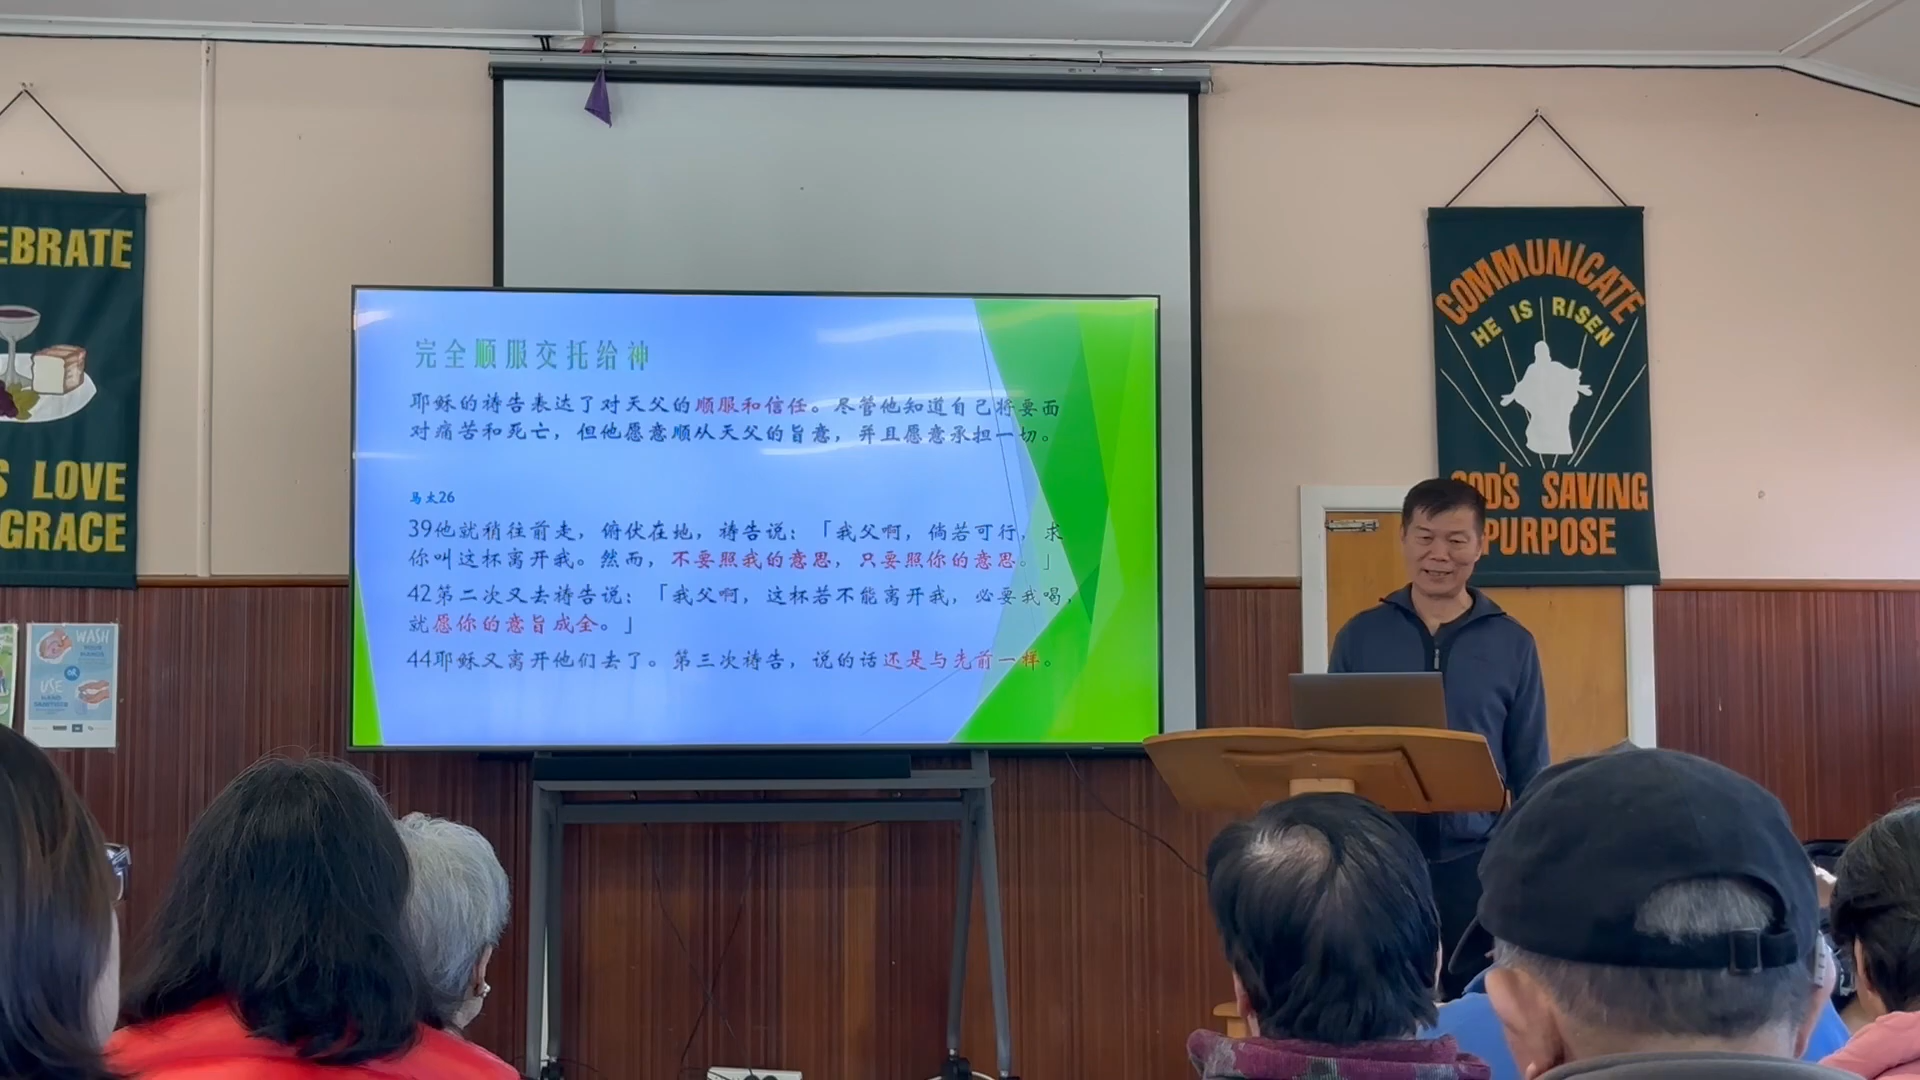 EBRATE
S LOVE
GRACE
WASH
YOUR
HANDS
OR
USE
HAND
SANITISER
完全顺服交托给神
耶稣的祷告表达了对天父的顺服和信任。尽管他知道自己将要面
对痛苦和死亡，但他愿意顺从天父的旨意，并且愿意承担一切。
马太26
39他就稍往前走，俯伏在地，祷告说：「我父啊，倘若可行，求
你叫这杯离开我。然而，不要照我的意思，只要照你的意思。」
42第二次又去祷告说：「我父啊，这杯若不能离开我，必要我喝，
就愿你的意旨成全。」
44耶稣又离开他们去了。第三次祷告，说的话还是与先前一样。
COMMUNICATE
HE IS RISEN
GOD'S SAVING
PURPOSE